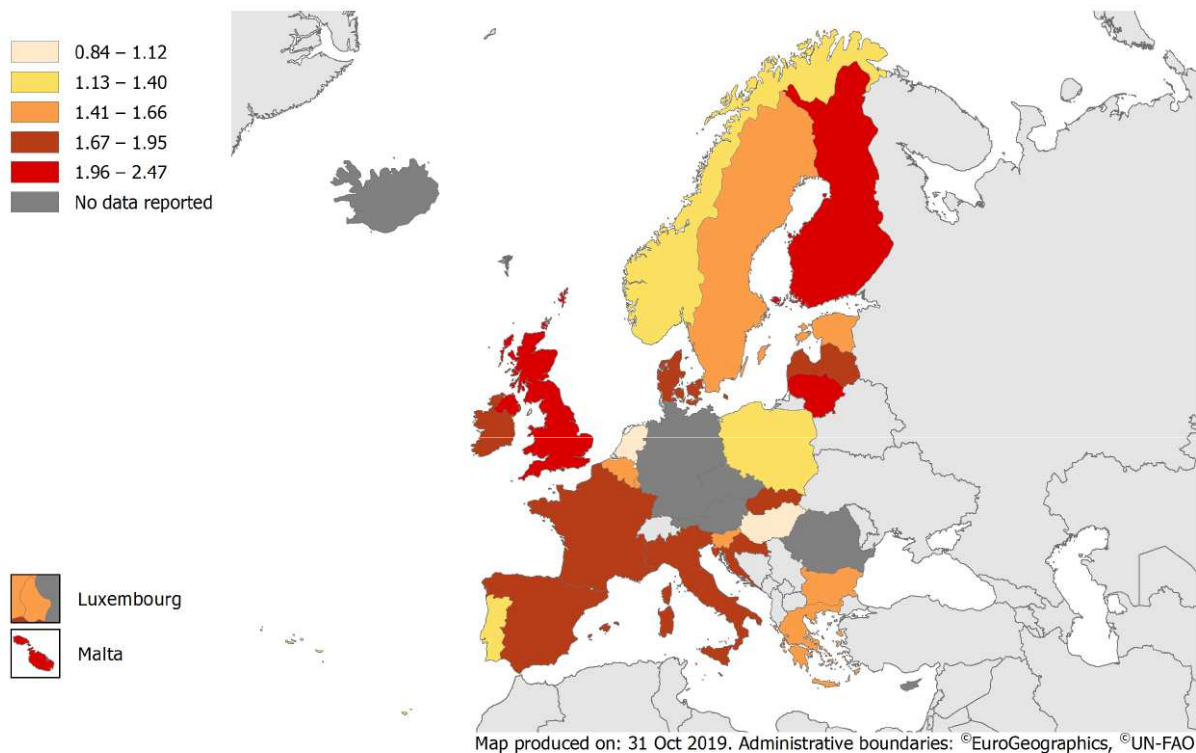 0.84 – 1.12
1.13 – 1.40
1.41 – 1.66
1.67 – 1.95
1.96 – 2.47
No data reported
Luxembourg
Malta
Map produced on: 31 Oct 2019. Administrative boundaries: ©EuroGeographics, ©UN-FAO